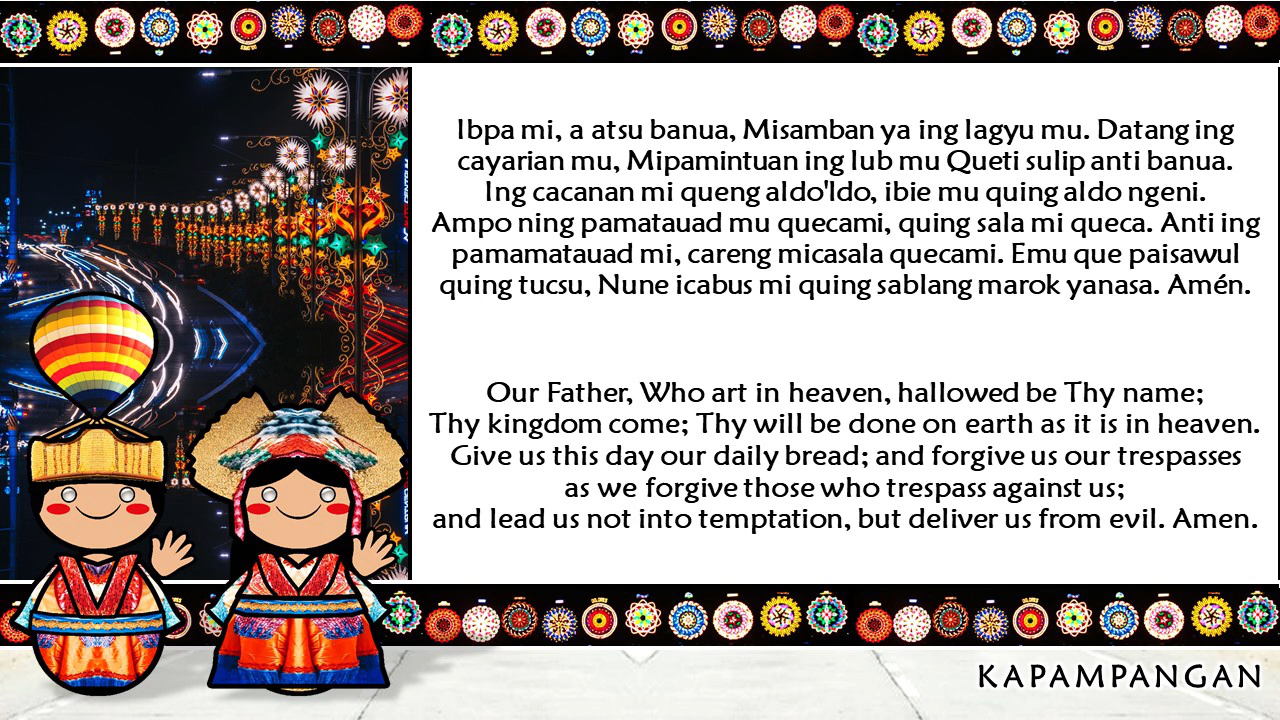 Ibpa mi, a atsu banua, Misamban ya ing lagyu mu. Datang ing
cayarian mu, Mipamintuan ing lub mu Queti sulip anti banua.
Ing cacanan mi queng aldo'ldo, ibie mu quing aldo ngeni.
Ampo ning pamatauad mu quecami, quing sala mi queca. Anti ing
pamamatauad mi, careng micasala quecami. Emu que paisawul
quing tucsu, Nune icabus mi quing sablang marok yanasa. Amén.
Our Father, Who art in heaven, hallowed be Thy name;
Thy kingdom come; Thy will be done on earth as it is in heaven.
Give us this day our daily bread; and forgive us our trespasses
as we forgive those who trespass against us;
and lead us not into temptation, but deliver us from evil. Amen.
KAPAMPANGAN